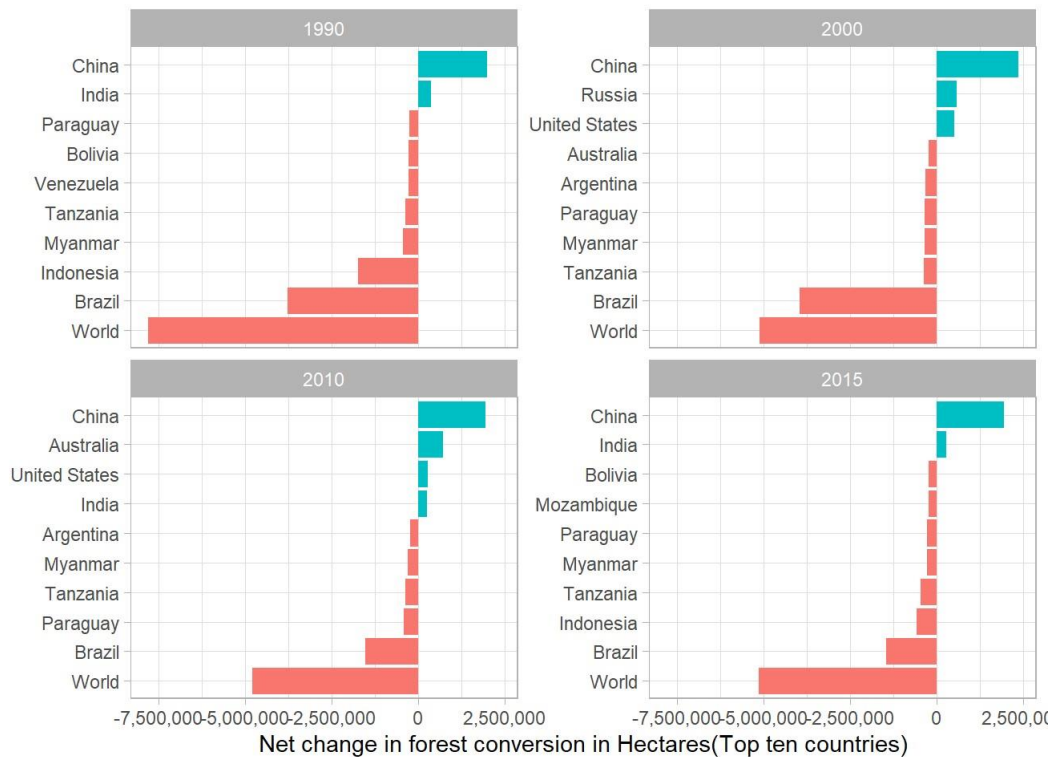 1990
China
India
Paraguay
Bolivia
Venezuela
Tanzania
Myanmar
Indonesia
Brazil
World
2000
China
Russia
United States
Australia
Argentina
Paraguay
Myanmar
Tanzania
Brazil
World
2010
China
Australia
United States
India
Argentina
Myanmar
Tanzania
Paraguay
Brazil
World
-7,500,000 -5,000,000 -2,500,000 0 2,500,000
2015
China
India
Bolivia
Mozambique
Paraguay
Myanmar
Tanzania
Indonesia
Brazil
World
-7,500,000 -5,000,000 -2,500,000 0 2,500,00
Net change in forest conversion in Hectares(Top ten countries)